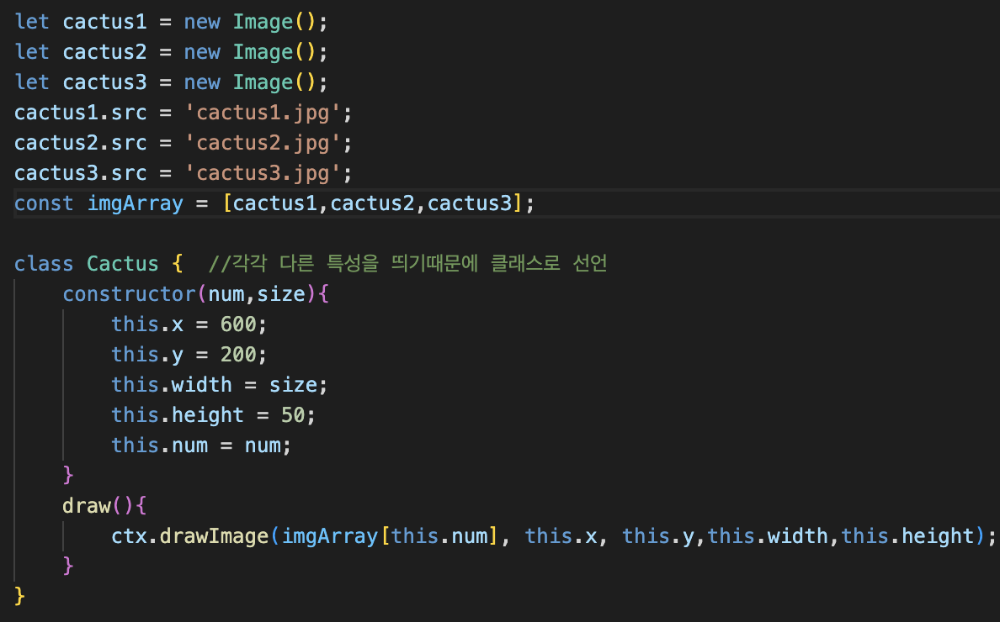 let cactus1 = new Image();
let cactus2 = new Image();
let cactus3 = new Image();
cactus1.src = 'cactus1.jpg';
cactus2.src = 'cactus2.jpg';
cactus3.src = 'cactus3.jpg';
const imgArray = [cactus1,cactus2,cactus3];
class Cactus {  //각각 다른 특성을 띄기때문에 클래스로 선언
    constructor(num,size){
        this.x = 600;
        this.y = 200;
        this.width = size;
        this.height = 50;
        this.num = num;
    }
    draw(){
        ctx.drawImage(imgArray[this.num], this.x, this.y,this.width,this.height);
    }
}